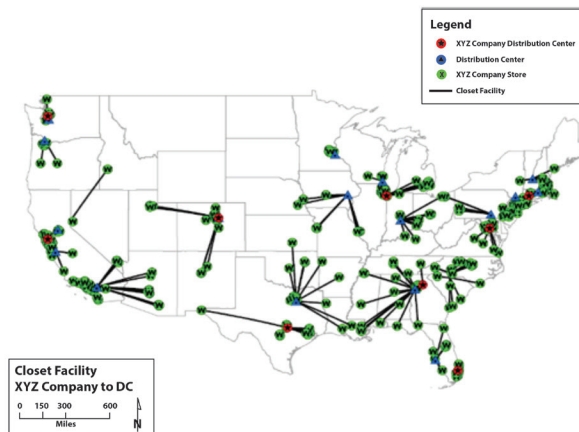 Legend
XYZ Company Distribution Center
Distribution Center
X XYZ Company Store
Closet Facility
Closet Facility
XYZ Company to DC
0 150 300 600
Miles
N